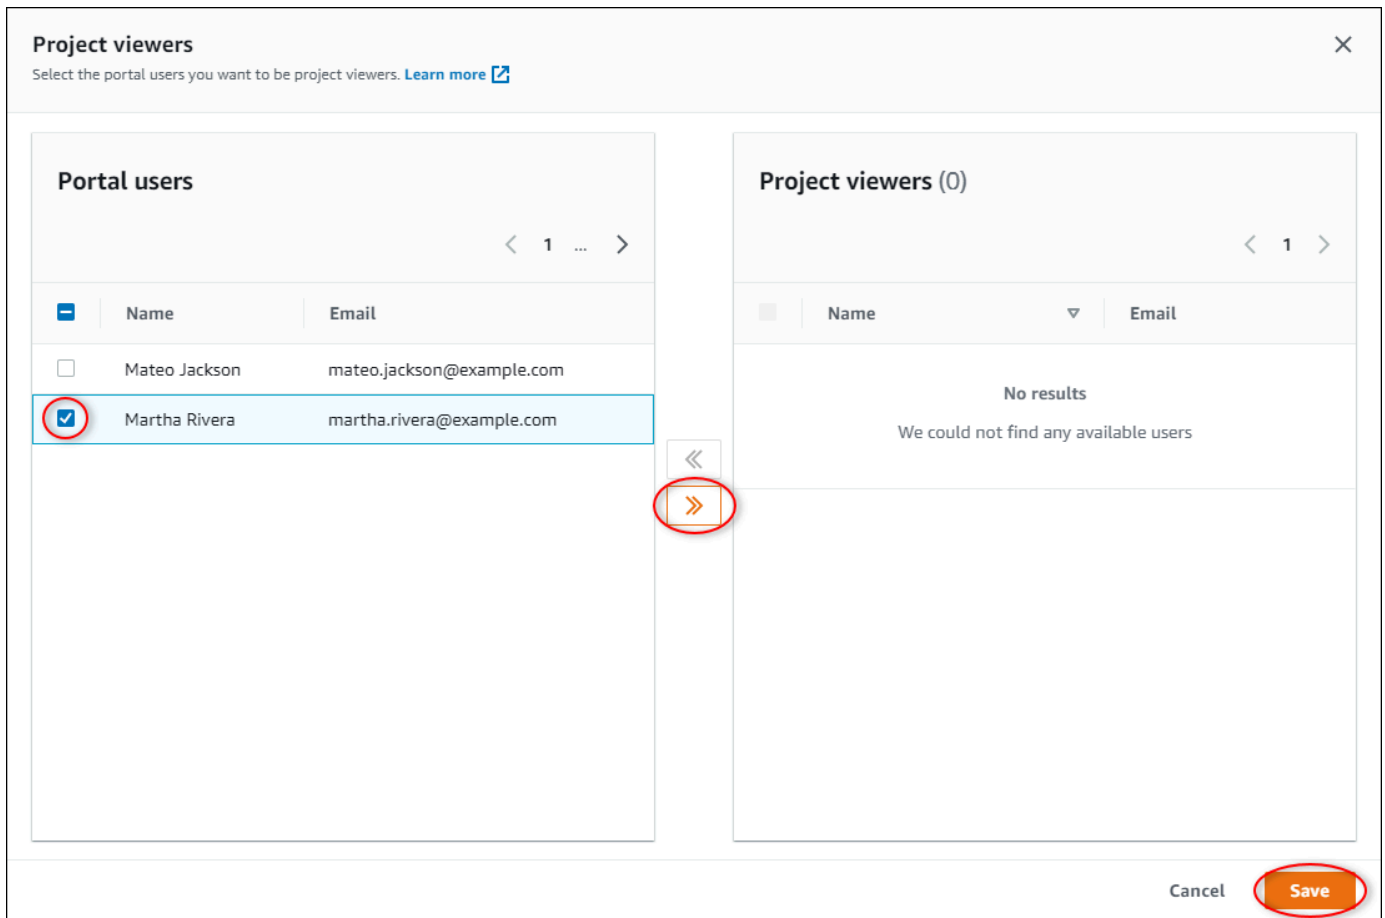 Project viewers
Select the portal users you want to be project viewers. Learn more
Portal users
1 ...
Name Email
Mateo Jackson mateo.jackson@example.com
Martha Rivera martha.rivera@example.com
Project viewers (0)
1
Name Email
No results
We could not find any available users
Cancel Save